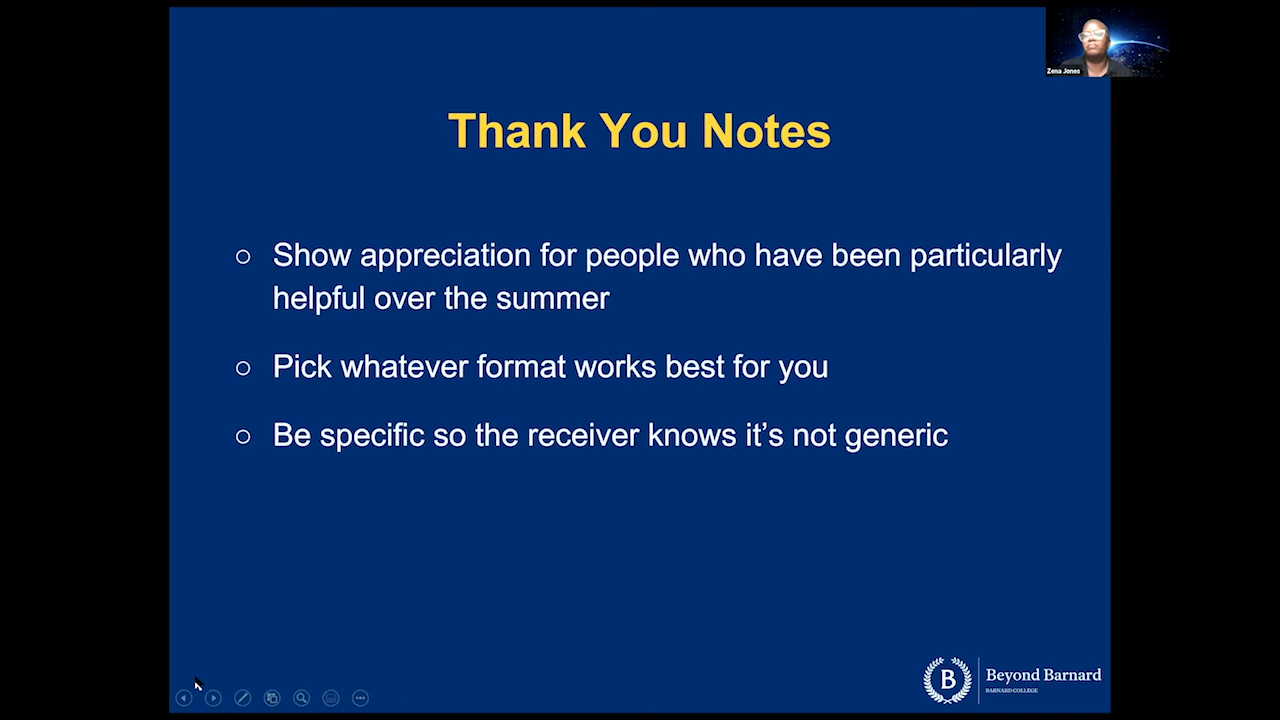 Zena Jones
Thank You Notes
○ Show appreciation for people who have been particularly
helpful over the summer
○ Pick whatever format works best for you
○ Be specific so the receiver knows it’s not generic
B
Beyond Barnard
BARNARD COLLEGE